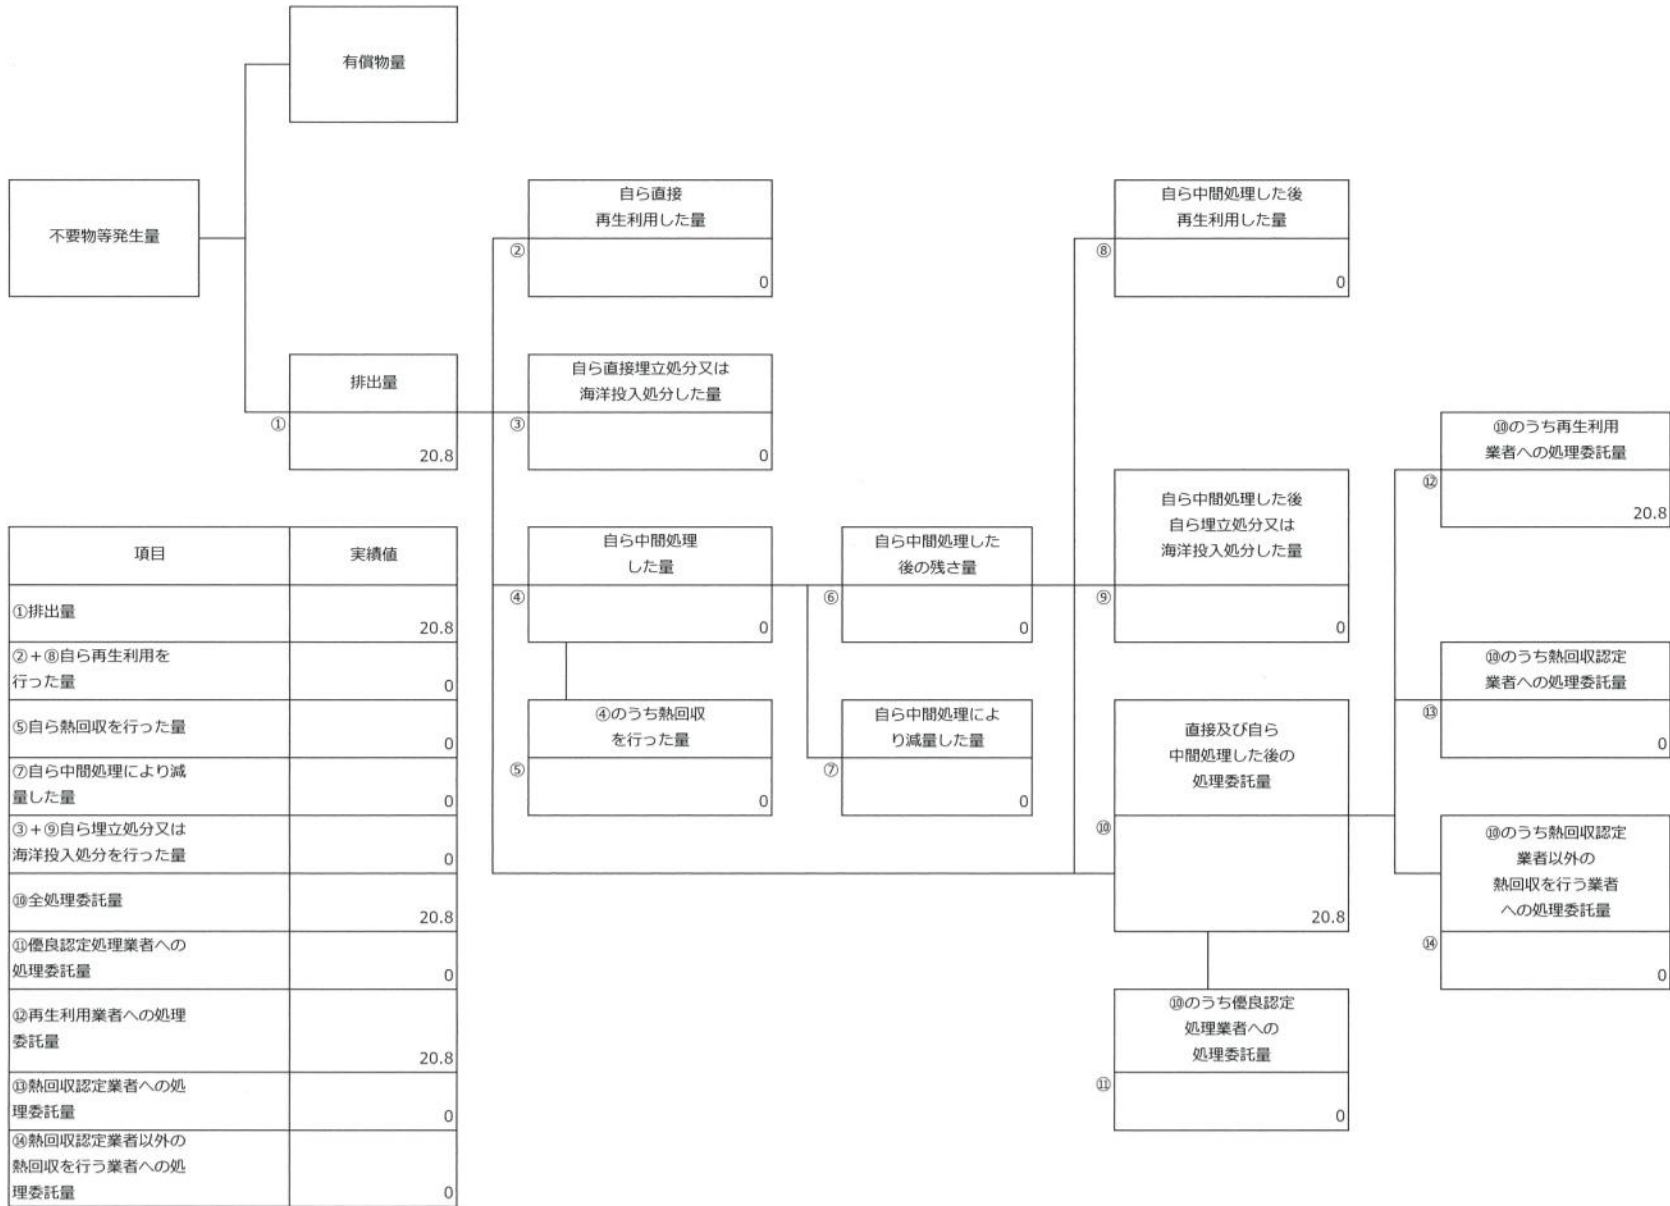 有償物量
不要物等発生量
自ら直接
再生利用した量
②
0
自ら中間処理した後
再生利用した量
⑧
0
排出量
①
20.8
自ら直接埋立処分又は
海洋投入処分した量
③
0
⑩のうち再生利用
業者への処理委託量
⑫
20.8
自ら中間処理
した量
④
0
自ら中間処理した
後の残さ量
⑥
0
自ら中間処理した後
自ら埋立処分又は
海洋投入処分した量
⑨
0
⑩のうち熱回収認定
業者への処理委託量
⑬
0
④のうち熱回収
を行った量
⑤
0
自ら中間処理によ
り減量した量
⑦
0
直接及び自ら
中間処理した後の
処理委託量
⑩
20.8
⑩のうち熱回収認定
業者以外の
熱回収を行う業者
への処理委託量
⑭
0
⑩のうち優良認定
処理業者への
処理委託量
⑪
0
項目 実績値
①排出量
20.8
②+⑧自ら再生利用を
行った量
0
⑤自ら熱回収を行った量
0
⑦自ら中間処理により減
量した量
0
③+⑨自ら埋立処分又は
海洋投入処分を行った量
0
⑩全処理委託量
20.8
⑪優良認定処理業者への
処理委託量
0
⑫再生利用業者への処理
委託量
20.8
⑬熱回収認定業者への処
理委託量
0
⑭熱回収認定業者以外の
熱回収を行う業者への処
理委託量
0